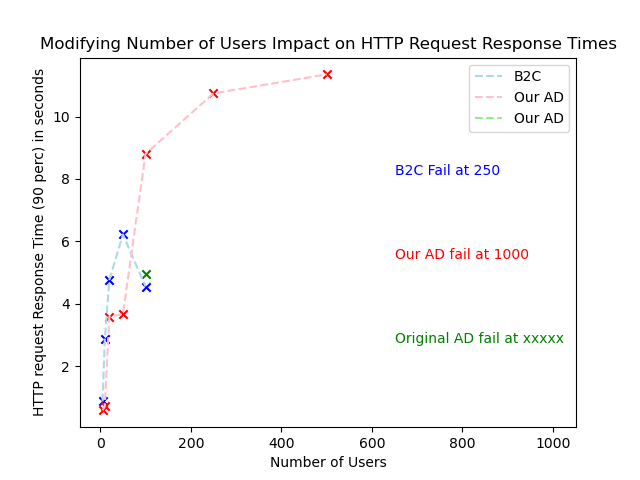 Modifying Number of Users Impact on HTTP Request Response Times
HTTP request Response Time (90 perc) in seconds
10
8
6
4
2
B2C
Our AD
Our AD
B2C Fail at 250
Our AD fail at 1000
Original AD fail at xxxxx
0 200 400 600 800 1000
Number of Users